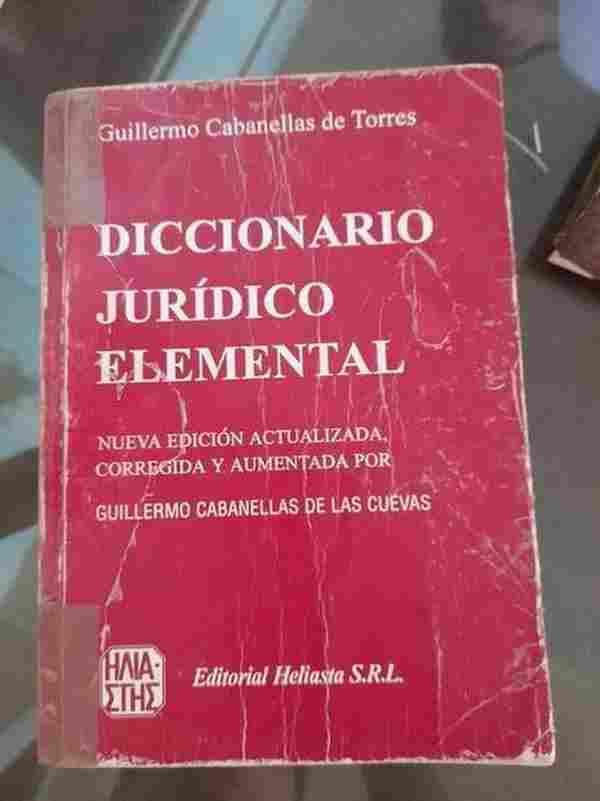 Guillermo Cabanellas de Torres
DICCIONARIO
JURÍDICO
ELEMENTAL
NUEVA EDICIÓN ACTUALIZADA,
CORREGIDA Y AUMENTADA POR
GUILLERMO CABANELLAS DE LAS CUEVAS
ΗΛΙΑ·
ΣΤΗΣ
Editorial Heliasta S.R.L.